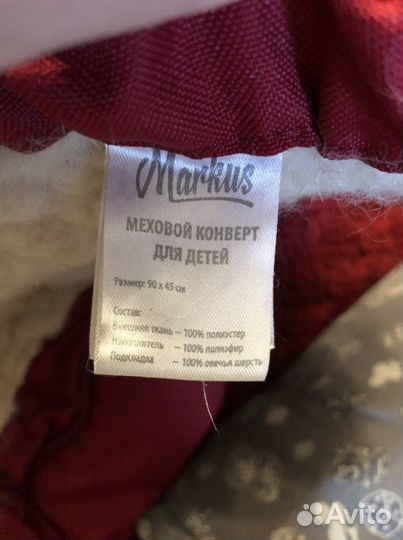 Markus
МЕХОВОЙ КОНВЕРТ
ДЛЯ ДЕТЕЙ
Размер: 90 х 45 см
Состав:
Внешняя ткань – 100% полиэстер
Наполнитель – 100% полиэфир
Подкладка – 100% овечья шерсть
Avito